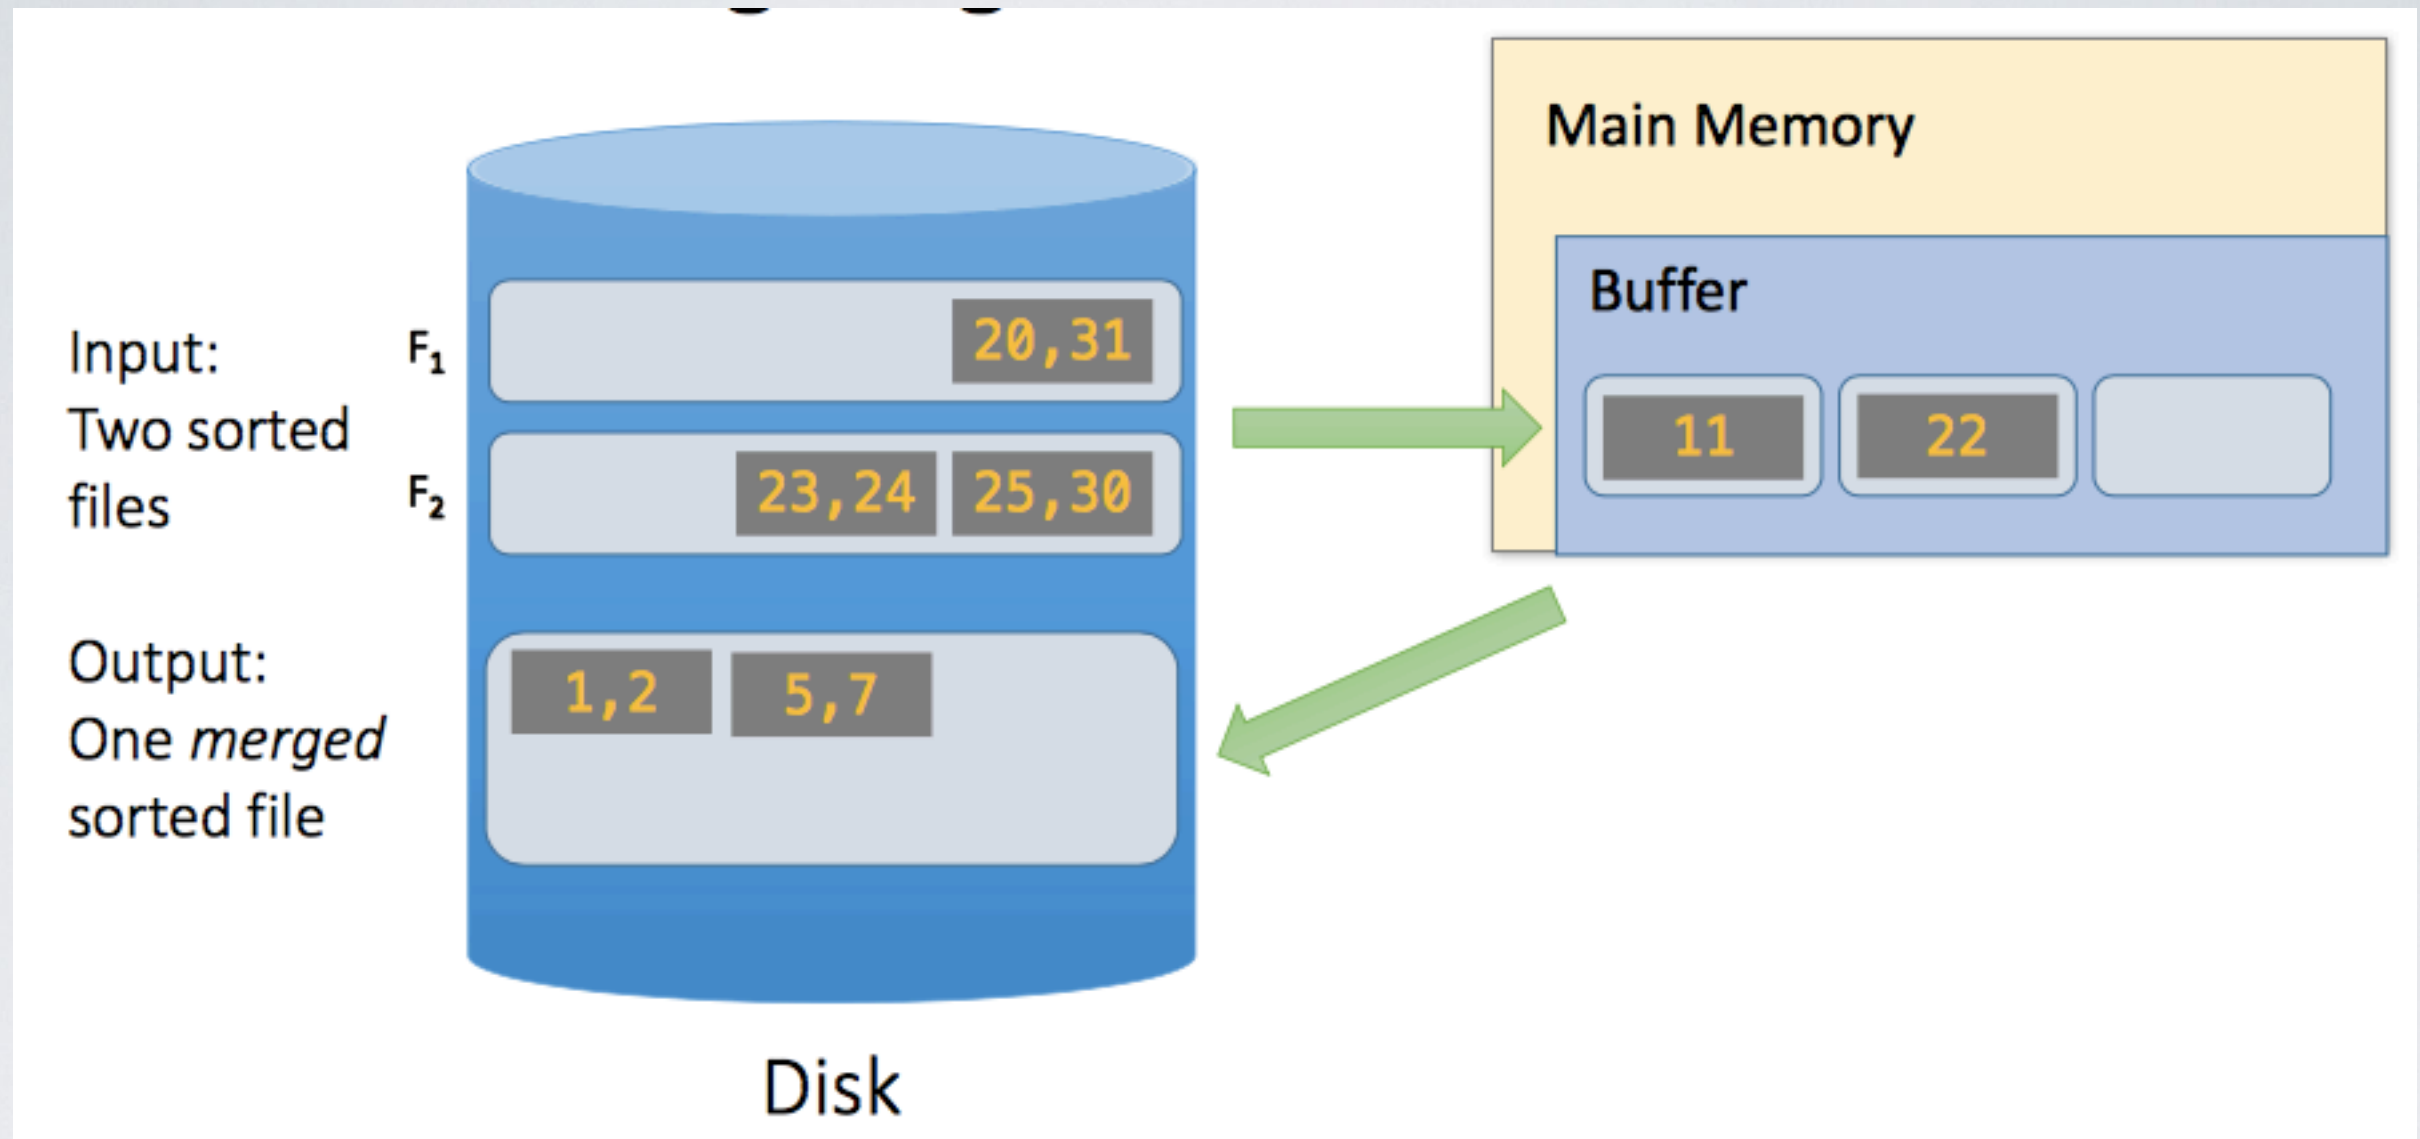 Main Memory
Buffer
11 22
Input:
Two sorted
files
F1 20,31
F2 23,24 25,30
Output:
One merged
sorted file
1,2 5,7
Disk